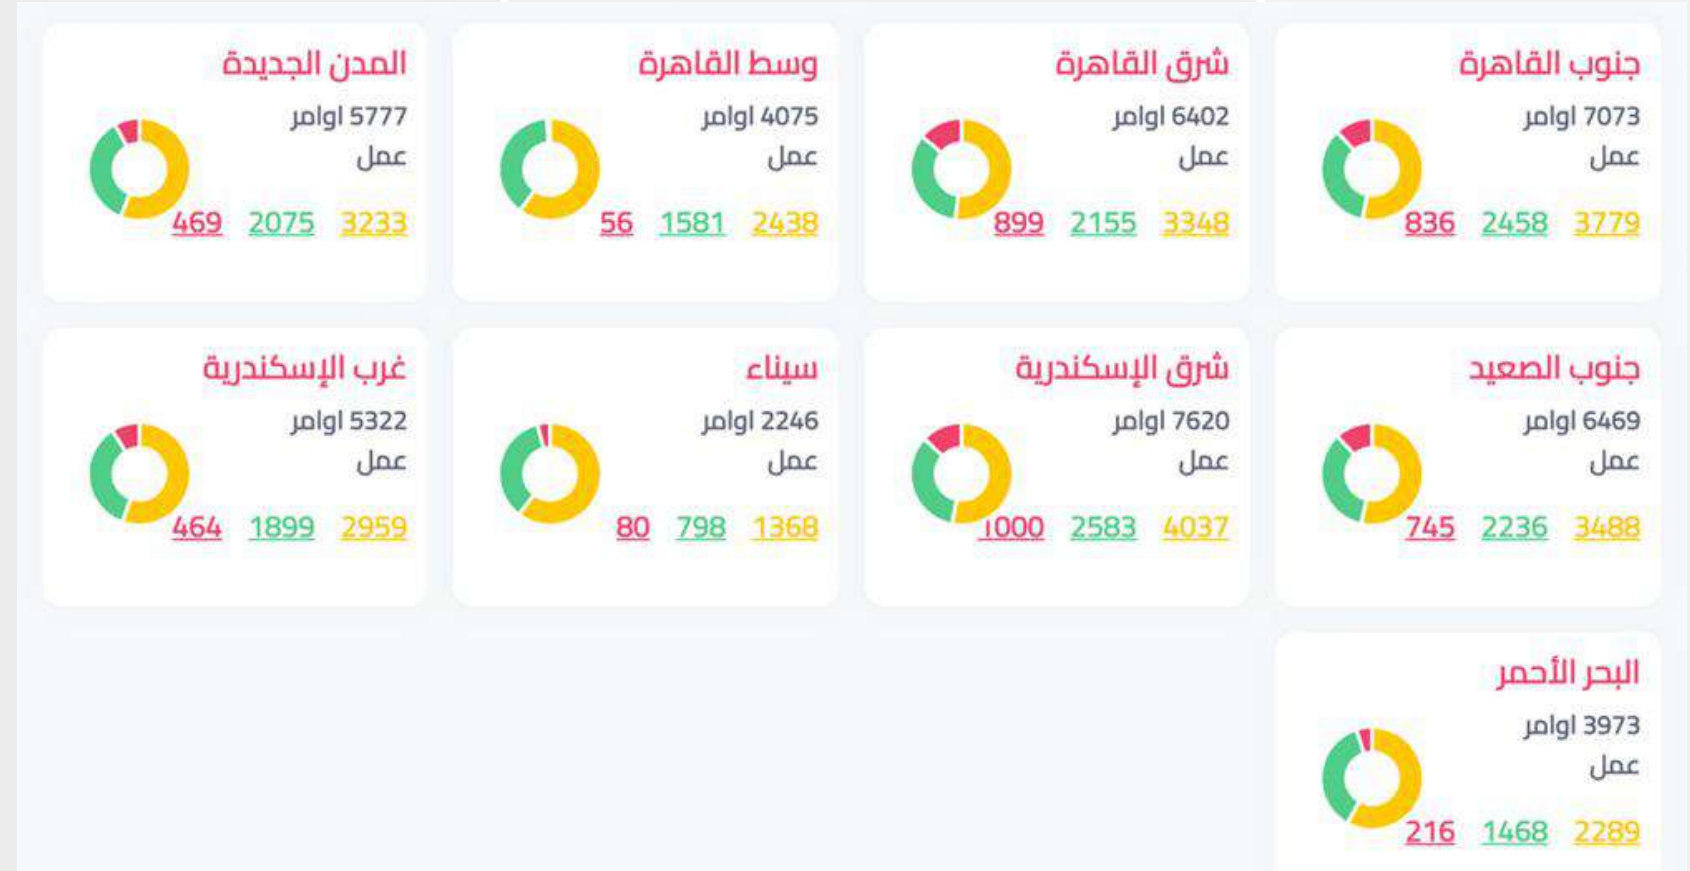 جنوب القاهرة
7073 اوامر
عمل
3779 2458 836
شرق القاهرة
6402 اوامر
عمل
3348 2155 899
وسط القاهرة
4075 اوامر
عمل
2438 1581 56
المدن الجديدة
5777 اوامر
عمل
3233 2075 469
جنوب الصعيد
6469 اوامر
عمل
3488 2236 745
شرق الإسكندرية
7620 اوامر
عمل
4037 2583 1000
سيناء
2246 اوامر
عمل
1368 798 80
غرب الإسكندرية
5322 اوامر
عمل
2959 1899 464
البحر الأحمر
3973 اوامر
عمل
2289 1468 216